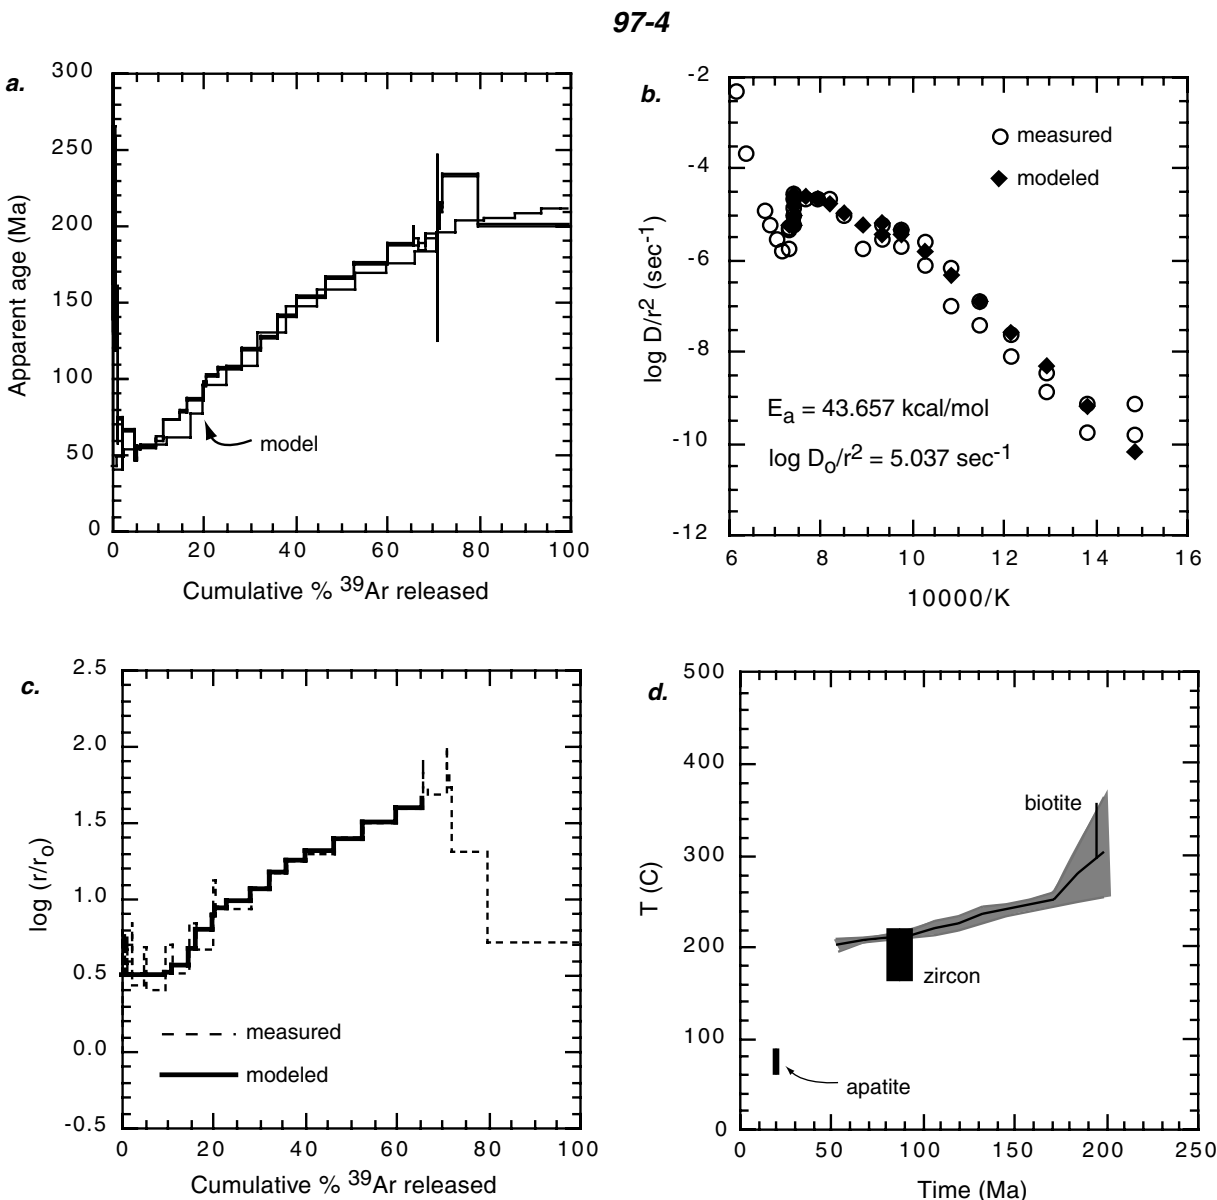 97-4
a.
300
250
200
150
100
50
0
Apparent age (Ma)
model
0 20 40 60 80 100
Cumulative % ³⁹Ar released
b.
-2
-4
-6
-8
-10
-12
log D/r² (sec⁻¹)
measured
modeled
Eₐ = 43.657 kcal/mol
log Dₒ/r² = 5.037 sec⁻¹
6 8 10 12 14 16
10000/K
c.
2.5
2.0
1.5
1.0
0.5
0.0
-0.5
log (r/rₒ)
measured
modeled
0 20 40 60 80 100
Cumulative % ³⁹Ar released
d.
500
400
300
200
100
0
T (C)
biotite
zircon
apatite
0 50 100 150 200 250
Time (Ma)